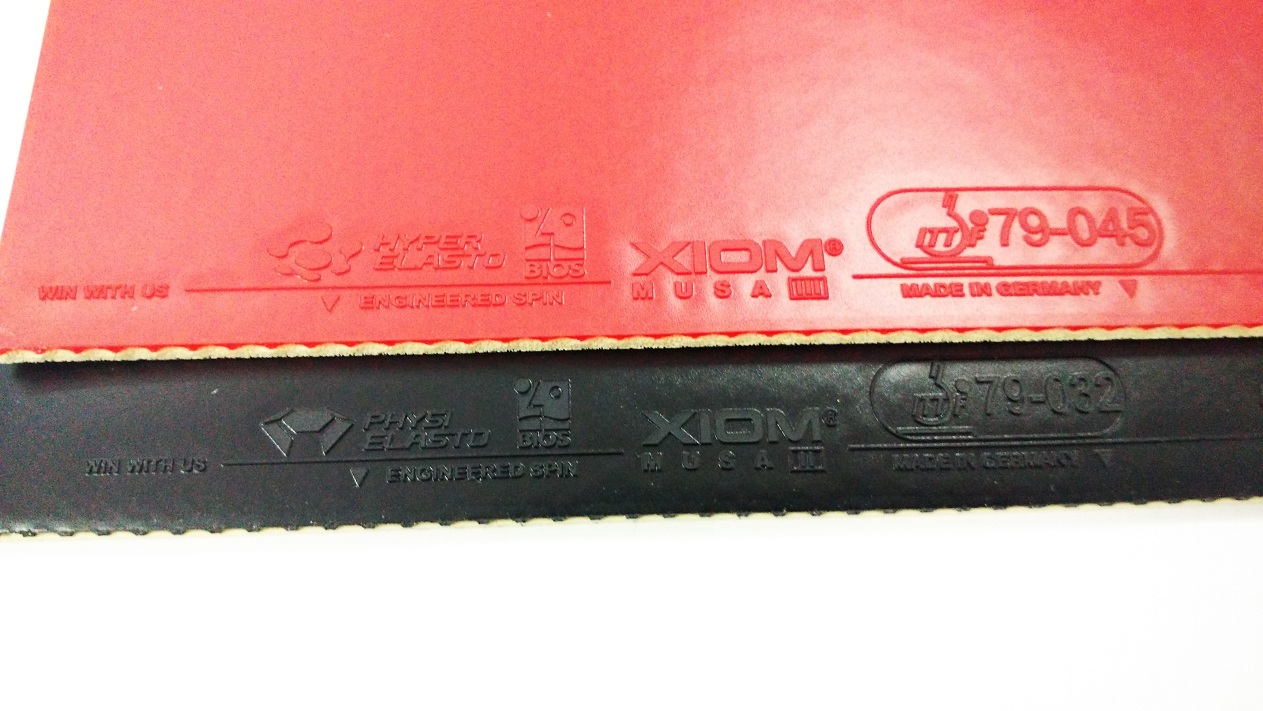 HYPER
ELASTO
BIOS
XIOM®
ITTF 79-045
WIN WITH US
ENGINEERED SPIN
MUSA III
MADE IN GERMANY
PHYSI
ELASTO
BIOS
XIOM®
ITTF 79-032
WIN WITH US
ENGINEERED SPIN
MUSA II
MADE IN GERMANY